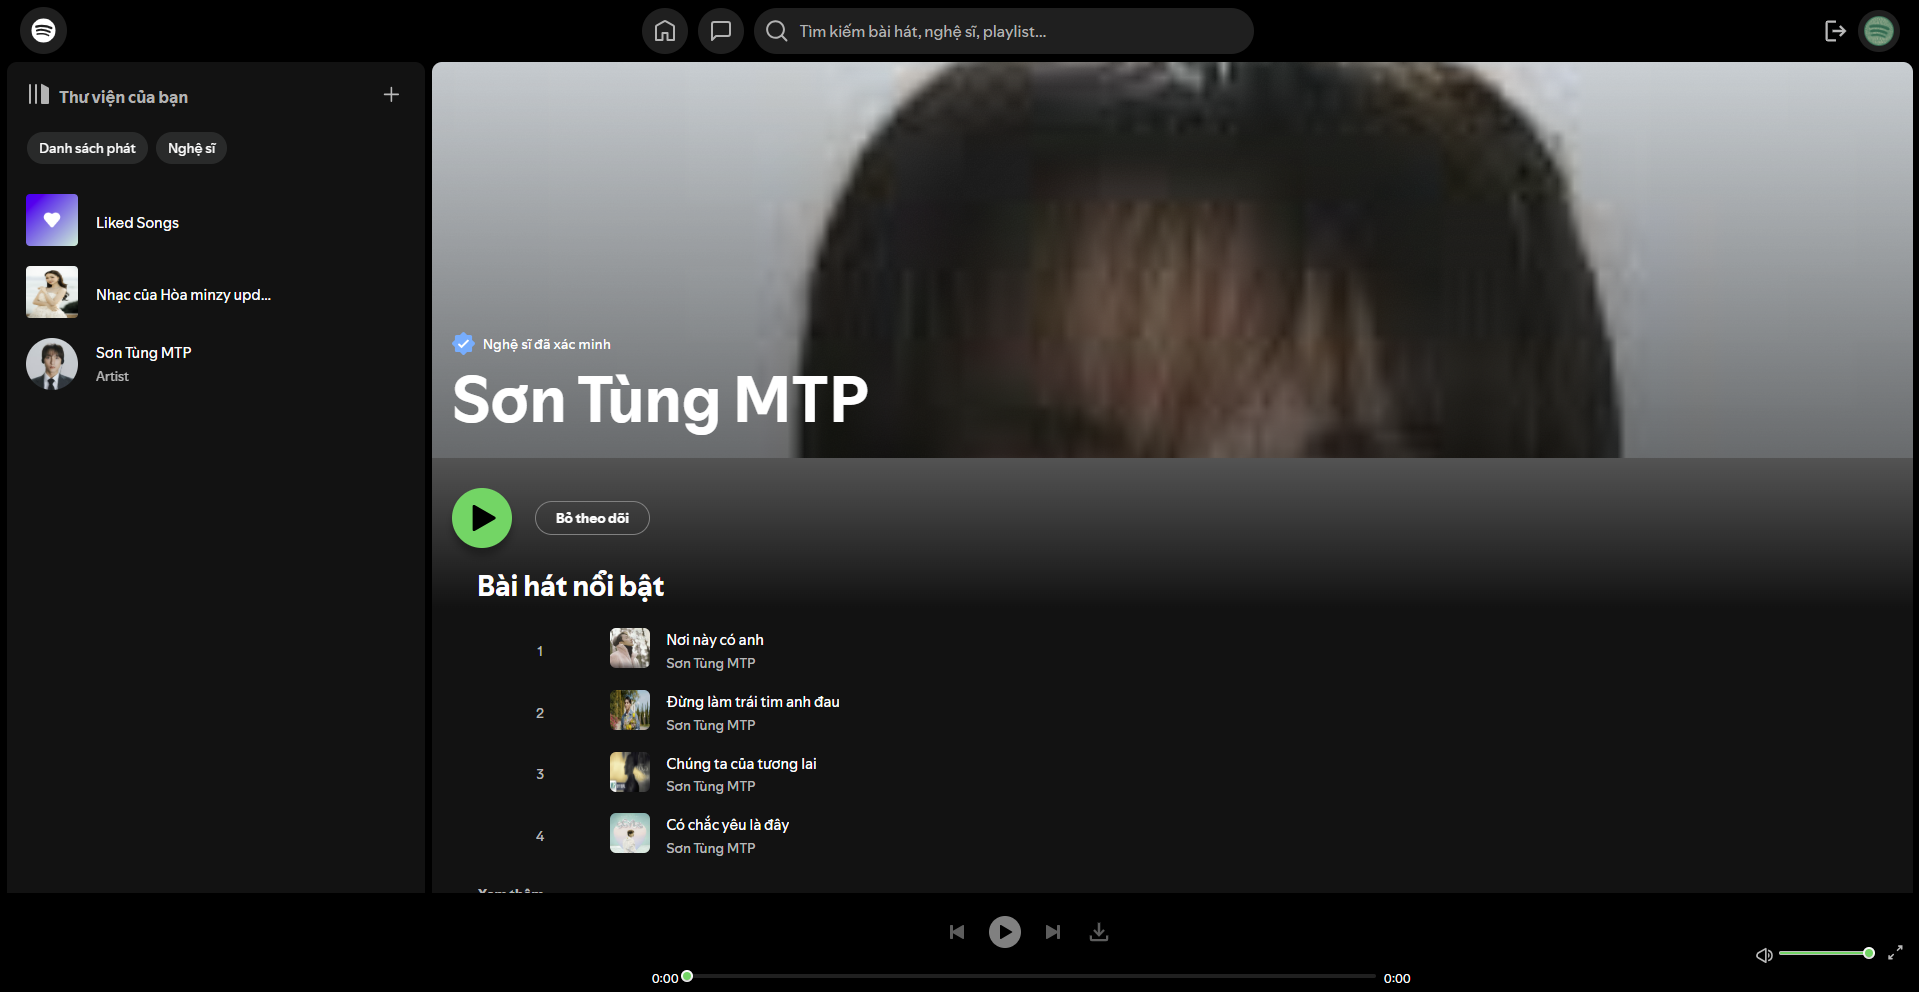 Tìm kiếm bài hát, nghệ sĩ, playlist...
Thư viện của bạn
Danh sách phát
Nghệ sĩ
Liked Songs
Nhạc của Hòa minzy upd...
Sơn Tùng MTP
Artist
Nghệ sĩ đã xác minh
Sơn Tùng MTP
Bỏ theo dõi
Bài hát nổi bật
1
Nơi này có anh
Sơn Tùng MTP
2
Đừng làm trái tim anh đau
Sơn Tùng MTP
3
Chúng ta của tương lai
Sơn Tùng MTP
4
Có chắc yêu là đây
Sơn Tùng MTP
Xem thêm
0:00
0:00